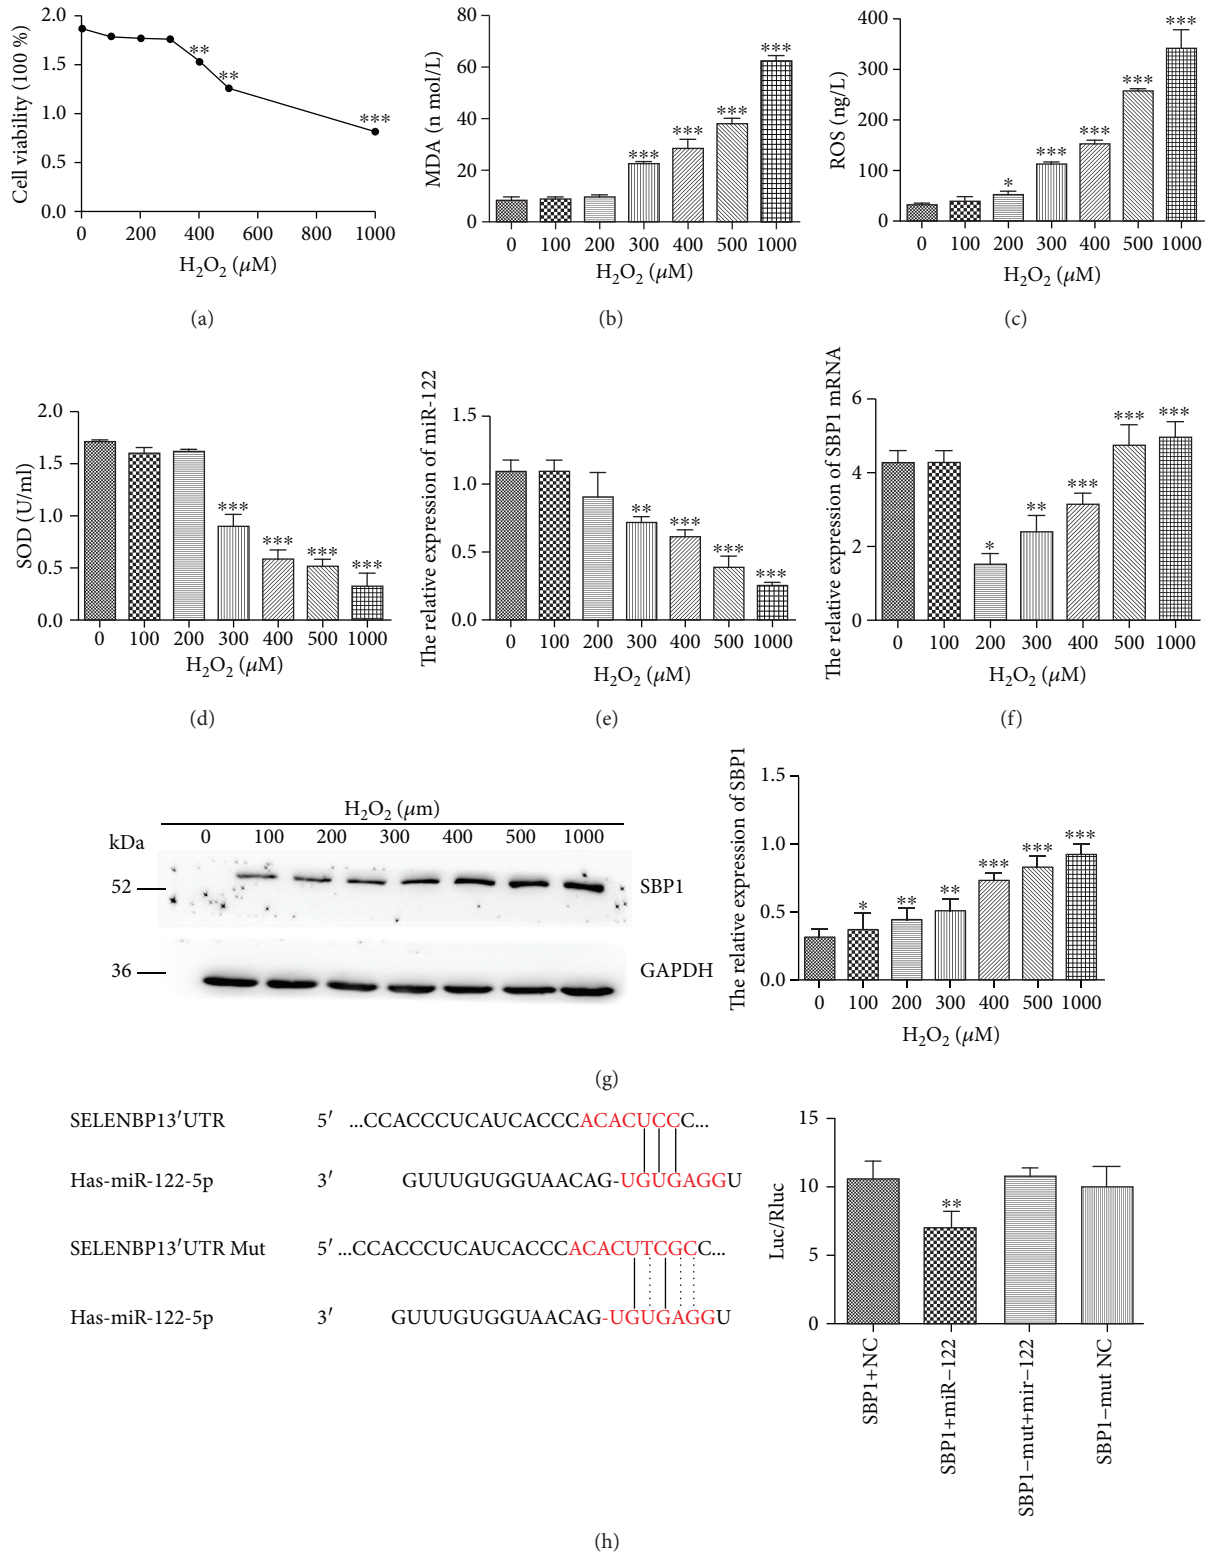 Cell viability (100 %)
2.0
1.5
1.0
0.5
0.0
**
**
***
0 200 400 600 800 1000
H2O2 (μM)
(a)
MDA (n mol/L)
80
60
40
20
0
***
***
***
***
0 100 200 300 400 500 1000
H2O2 (μM)
(b)
ROS (ng/L)
400
300
200
100
0
*
***
***
***
***
0 100 200 300 400 500 1000
H2O2 (μM)
(c)
SOD (U/ml)
2.0
1.5
1.0
0.5
0.0
***
***
***
***
0 100 200 300 400 500 1000
H2O2 (μM)
(d)
The relative expression of miR-122
1.5
1.0
0.5
0.0
**
***
***
***
0 100 200 300 400 500 1000
H2O2 (μM)
(e)
The relative expression of SBP1 mRNA
6
4
2
0
*
**
***
***
***
0 100 200 300 400 500 1000
H2O2 (μM)
(f)
H2O2 (μm)
kDa
0 100 200 300 400 500 1000
52
SBP1
36
GAPDH
The relative expression of SBP1
1.5
1.0
0.5
0.0
*
**
**
***
***
***
0 100 200 300 400 500 1000
H2O2 (μM)
(g)
SELENBP13′UTR 5′ ...CCACCCUCAUCACCCACACUCCC...
Has-miR-122-5p 3′ GUUUGUGGUAACAG-UGUGAGGU
SELENBP13′UTR Mut 5′ ...CCACCCUCAUCACCCACACUTCGCC...
Has-miR-122-5p 3′ GUUUGUGGUAACAG-UGUGAGGU
Luc/Rluc
15
10
5
0
**
SBP1+NC
SBP1+miR−122
SBP1−mut+mir−122
SBP1−mut NC
(h)